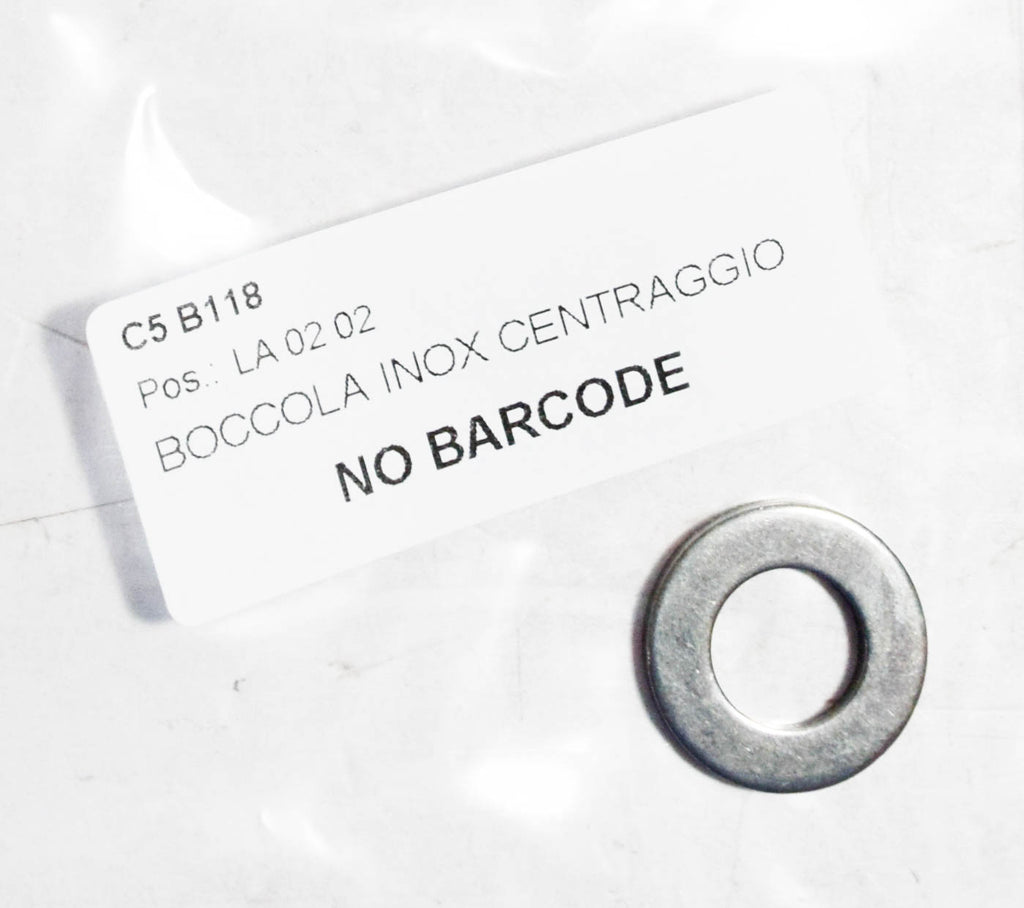 C5 B118
Pos.: LA 02 02
BOCCOLA INOX CENTRAGGIO
NO BARCODE